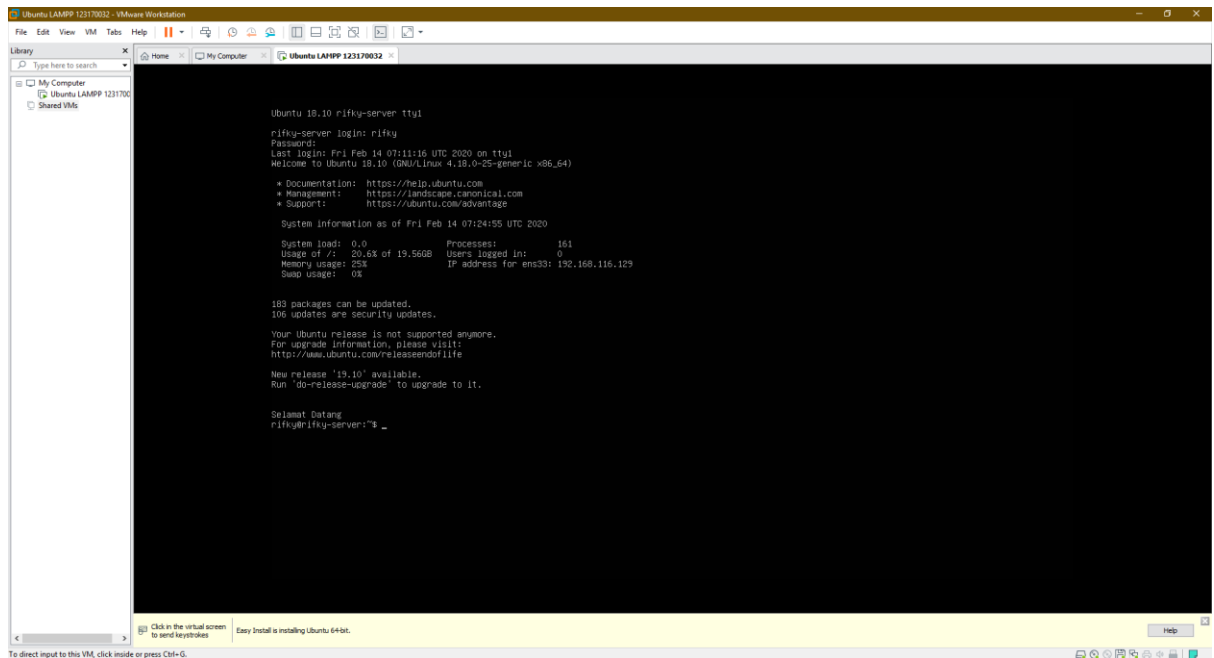 Ubuntu LAMPP 123170032 - VMware Workstation
File Edit View VM Tabs Help
Library
Type here to search
My Computer
Ubuntu LAMPP 1231700
Shared VMs
Home
My Computer
Ubuntu LAMPP 123170032
Ubuntu 18.10 rifky-server tty1
rifky-server login: rifky
Password:
Last login: Fri Feb 14 07:11:16 UTC 2020 on tty1
Welcome to Ubuntu 18.10 (GNU/Linux 4.18.0-25-generic x86_64)
* Documentation: https://help.ubuntu.com
* Management: https://landscape.canonical.com
* Support: https://ubuntu.com/advantage
System information as of Fri Feb 14 07:24:55 UTC 2020
System load: 0.0 Processes: 161
Usage of /: 20.6% of 19.56GB Users logged in: 0
Memory usage: 25% IP address for ens33: 192.168.116.129
Swap usage: 0%
183 packages can be updated.
106 updates are security updates.
Your Ubuntu release is not supported anymore.
For upgrade information, please visit:
http://www.ubuntu.com/releaseendoflife
New release '19.10' available.
Run 'do-release-upgrade' to upgrade to it.
Selamat Datang
rifky@rifky-server:~$ _
Click in the virtual screen
to send keystrokes
Easy Install is installing Ubuntu 64-bit.
Help
To direct input to this VM, click inside or press Ctrl+G.